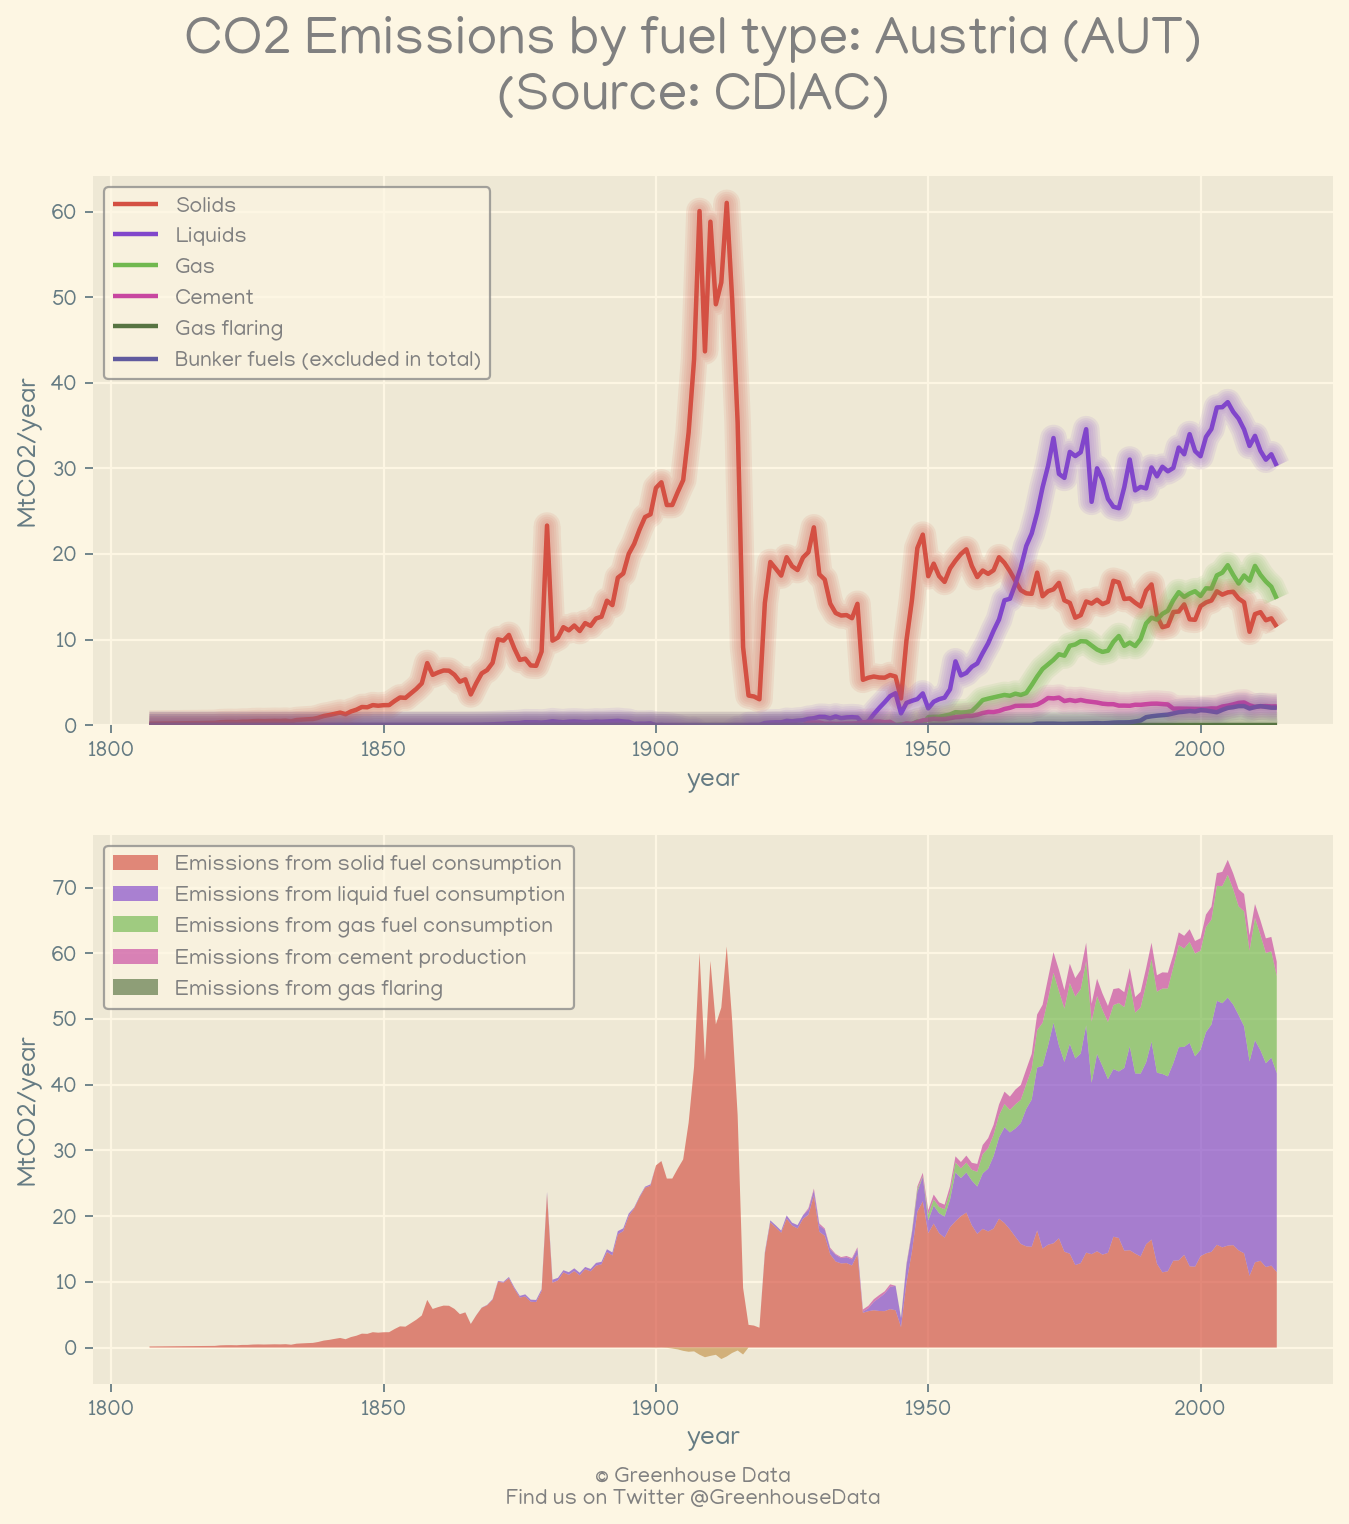 CO2 Emissions by fuel type: Austria (AUT)
(Source: CDIAC)
Solids
Liquids
Gas
Cement
Gas flaring
Bunker fuels (excluded in total)
MtCO2/year
60
50
40
30
20
10
0
1800 1850 1900 1950 2000
year
Emissions from solid fuel consumption
Emissions from liquid fuel consumption
Emissions from gas fuel consumption
Emissions from cement production
Emissions from gas flaring
MtCO2/year
70
60
50
40
30
20
10
0
1800 1850 1900 1950 2000
year
© Greenhouse Data
Find us on Twitter @GreenhouseData